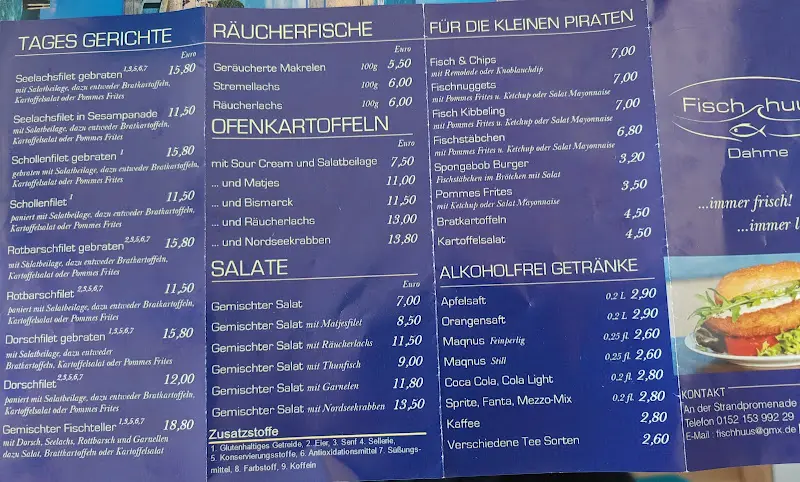 TAGES GERICHTE
Euro
Seelachsfilet gebraten 1,3,5,6,7 15,80
mit Salatbeilage, dazu entweder Bratkartoffeln,
Kartoffelsalat oder Pommes Frites
Seelachsfilet in Sesampanade 11,50
mit Salatbeilage, dazu entweder Bratkartoffeln,
Kartoffelsalat oder Pommes Frites
Schollenfilet gebraten 1 15,80
gebraten mit Salatbeilage, dazu entweder Bratkartoffeln,
Kartoffelsalat oder Pommes Frites
Schollenfilet 1 11,50
paniert mit Salatbeilage, dazu entweder Bratkartoffeln,
Kartoffelsalat oder Pommes Frites
Rotbarschfilet gebraten 2,3,5,6,7 15,80
mit Salatbeilage, dazu entweder Bratkartoffeln,
Kartoffelsalat oder Pommes Frites
Rotbarschfilet 2,3,5,6,7 11,50
paniert mit Salatbeilage, dazu entweder Bratkartoffeln,
Kartoffelsalat oder Pommes Frites
Dorschfilet gebraten 1,3,5,6,7 15,80
mit Salatbeilage, dazu entweder
Bratkartoffeln, Kartoffelsalat oder Pommes Frites
Dorschfilet 2,3,5,6,7 12,00
paniert mit Salatbeilage, dazu entweder Bratkartoffeln,
Kartoffelsalat oder Pommes Frites
Gemischter Fischteller 1,3,5,6,7 18,80
mit Dorsch, Seelachs, Rotbarsch und Garnelen
dazu Salat, Bratkartoffeln oder Kartoffelsalat
RÄUCHERFISCHE
Euro
Geräucherte Makrelen 100g 5,50
Stremellachs 100g 6,00
Räucherlachs 100g 6,00
OFENKARTOFFELN
Euro
mit Sour Cream und Salatbeilage 7,50
... und Matjes 11,00
... und Bismarck 11,50
... und Räucherlachs 13,00
... und Nordseekrabben 13,80
SALATE
Euro
Gemischter Salat 7,00
Gemischter Salat mit Matjesfilet 8,50
Gemischter Salat mit Räucherlachs 11,50
Gemischter Salat mit Thunfisch 9,00
Gemischter Salat mit Garnelen 11,80
Gemischter Salat mit Nordseekrabben 13,50
Zusatzstoffe
1. Glutenhaltiges Getreide, 2. Eier, 3. Senf 4. Sellerie,
5. Konservierungsstoffe, 6. Antioxidationsmittel 7. Süßungs-
mittel, 8. Farbstoff, 9. Koffein
FÜR DIE KLEINEN PIRATEN
Euro
Fisch & Chips 7,00
mit Remolade oder Knoblauchdip
Fischnuggets 7,00
mit Pommes Frites u. Ketchup oder Salat Mayonnaise
Fisch Kibbeling 7,00
mit Pommes Frites u. Ketchup oder Salat Mayonnaise
Fischstäbchen 6,80
mit Pommes Frites u. Ketchup oder Salat Mayonnaise
Spongebob Burger 3,20
Fischstäbchen im Brötchen mit Salat
Pommes Frites 3,50
mit Ketchup oder Salat Mayonnaise
Bratkartoffeln 4,50
Kartoffelsalat 4,50
ALKOHOLFREI GETRÄNKE
Apfelsaft 0,2 L 2,90
Orangensaft 0,2 L 2,90
Maqnus Feinperlig 0,25 fl. 2,60
Maqnus Still 0,25 fl. 2,60
Coca Cola, Cola Light 0,2 fl. 2,80
Sprite, Fanta, Mezzo-Mix 0,2 fl. 2,80
Kaffee 2,80
Verschiedene Tee Sorten 2,60
Fisch huu
Dahme
...immer frisch!
...immer l
KONTAKT
An der Strandpromenade
Telefon 0152 153 992 29
E-Mail : fischhuus@gmx.de